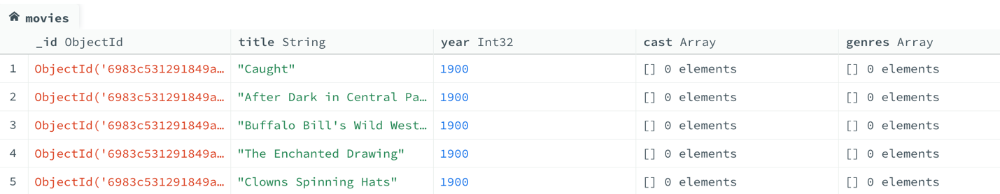 movies
_id ObjectId title String year Int32 cast Array genres Array
1 ObjectId('6983c531291849a… "Caught" 1900 [] 0 elements [] 0 elements
2 ObjectId('6983c531291849a… "After Dark in Central Pa… 1900 [] 0 elements [] 0 elements
3 ObjectId('6983c531291849a… "Buffalo Bill's Wild West… 1900 [] 0 elements [] 0 elements
4 ObjectId('6983c531291849a… "The Enchanted Drawing" 1900 [] 0 elements [] 0 elements
5 ObjectId('6983c531291849a… "Clowns Spinning Hats" 1900 [] 0 elements [] 0 elements